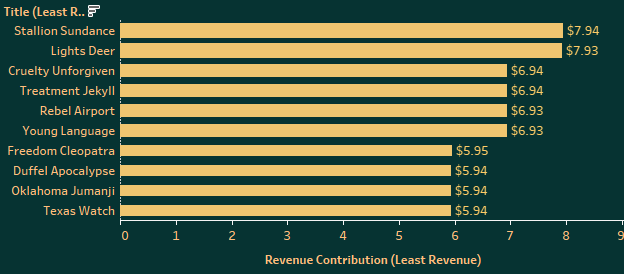 Title (Least R..
Stallion Sundance $7.94
Lights Deer $7.93
Cruelty Unforgiven $6.94
Treatment Jekyll $6.94
Rebel Airport $6.93
Young Language $6.93
Freedom Cleopatra $5.95
Duffel Apocalypse $5.94
Oklahoma Jumanji $5.94
Texas Watch $5.94
0 1 2 3 4 5 6 7 8 9
Revenue Contribution (Least Revenue)